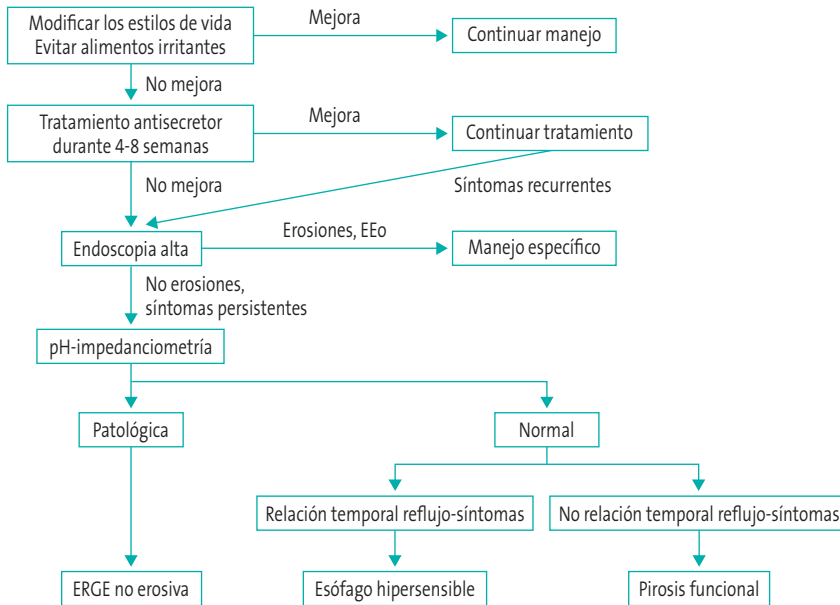 Modificar los estilos de vida
Evitar alimentos irritantes
Mejora
Continuar manejo
No mejora
Tratamiento antisecretor
durante 4-8 semanas
Mejora
Continuar tratamiento
No mejora
Síntomas recurrentes
Endoscopia alta
Erosiones, EEo
Manejo específico
No erosiones,
síntomas persistentes
pH-impedanciometría
Patológica
Normal
Relación temporal reflujo-síntomas
No relación temporal reflujo-síntomas
ERGE no erosiva
Esófago hipersensible
Pirosis funcional